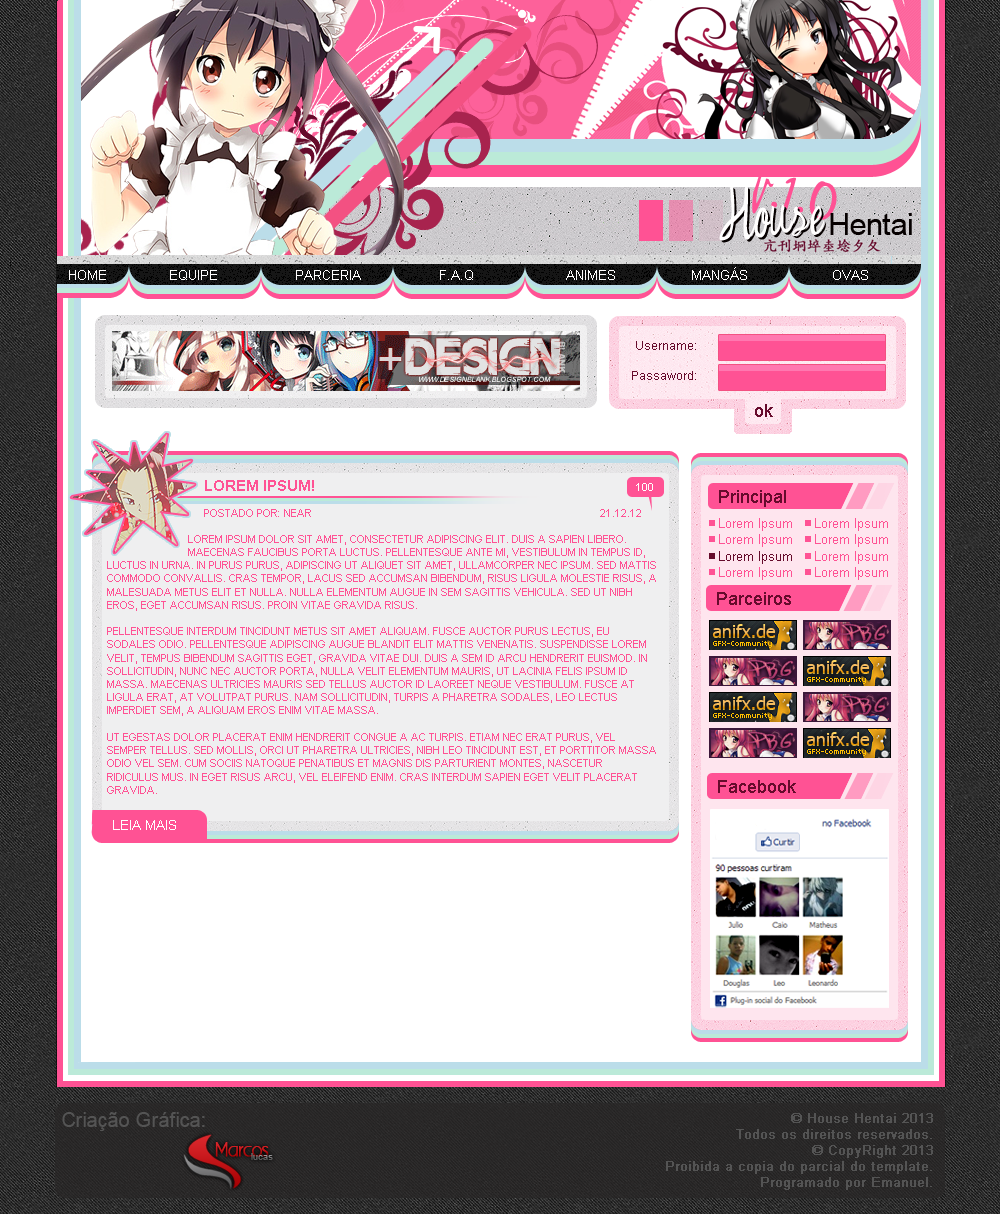 V.1.0
House Hentai
HOME EQUIPE PARCERIA F.A.Q ANIMES MANGÁS OVAS
+DESIGN
BLANK
WWW.DESIGNBLANK.BLOGSPOT.COM
Username:
Passaword:
ok
LOREM IPSUM!
100
POSTADO POR: NEAR 21.12.12
LOREM IPSUM DOLOR SIT AMET, CONSECTETUR ADIPISCING ELIT. DUIS A SAPIEN LIBERO.
MAECENAS FAUCIBUS PORTA LUCTUS. PELLENTESQUE ANTE MI, VESTIBULUM IN TEMPUS ID,
LUCTUS IN URNA. IN PURUS PURUS, ADIPISCING UT ALIQUET SIT AMET, ULLAMCORPER NEC IPSUM. SED MATTIS
COMMODO CONVALLIS. CRAS TEMPOR, LACUS SED ACCUMSAN BIBENDUM, RISUS LIGULA MOLESTIE RISUS, A
MALESUADA METUS ELIT ET NULLA. NULLA ELEMENTUM AUGUE IN SEM SAGITTIS VEHICULA. SED UT NIBH
EROS, EGET ACCUMSAN RISUS. PROIN VITAE GRAVIDA RISUS.
PELLENTESQUE INTERDUM TINCIDUNT METUS SIT AMET ALIQUAM. FUSCE AUCTOR PURUS LECTUS, EU
SODALES ODIO. PELLENTESQUE ADIPISCING AUGUE BLANDIT ELIT MATTIS VENENATIS. SUSPENDISSE LOREM
VELIT, TEMPUS BIBENDUM SAGITTIS EGET, GRAVIDA VITAE DUI. DUIS A SEM ID ARCU HENDRERIT EUISMOD. IN
SOLLICITUDIN, NUNC NEC AUCTOR PORTA, NULLA VELIT ELEMENTUM MAURIS, UT LACINIA FELIS IPSUM ID
MASSA. MAECENAS ULTRICIES MAURIS SED TELLUS AUCTOR ID LAOREET NEQUE VESTIBULUM. FUSCE AT
LIGULA ERAT, AT VOLUTPAT PURUS. NAM SOLLICITUDIN, TURPIS A PHARETRA SODALES, LEO LECTUS
IMPERDIET SEM, A ALIQUAM EROS ENIM VITAE MASSA.
UT EGESTAS DOLOR PLACERAT ENIM HENDRERIT CONGUE A AC TURPIS. ETIAM NEC ERAT PURUS, VEL
SEMPER TELLUS. SED MOLLIS, ORCI UT PHARETRA ULTRICIES, NIBH LEO TINCIDUNT EST, ET PORTTITOR MASSA
ODIO VEL SEM. CUM SOCIIS NATOQUE PENATIBUS ET MAGNIS DIS PARTURIENT MONTES, NASCETUR
RIDICULUS MUS. IN EGET RISUS ARCU, VEL ELEIFEND ENIM. CRAS INTERDUM SAPIEN EGET VELIT PLACERAT
GRAVIDA.
LEIA MAIS
Principal
Lorem Ipsum Lorem Ipsum
Lorem Ipsum Lorem Ipsum
Lorem Ipsum Lorem Ipsum
Lorem Ipsum Lorem Ipsum
Parceiros
anifx.de PBG
GFX-Community
PBG anifx.de
GFX-Community
anifx.de PBG
GFX-Community
PBG anifx.de
GFX-Community
Facebook
no Facebook
Curtir
90 pessoas curtiram
Julio Caio Matheus
Douglas Leo Leonardo
Plug-in social do Facebook
Criação Gráfica:
Marcos
lucas
© House Hentai 2013
Todos os direitos reservados.
© CopyRight 2013
Proibida a copia do parcial do template.
Programado por Emanuel.